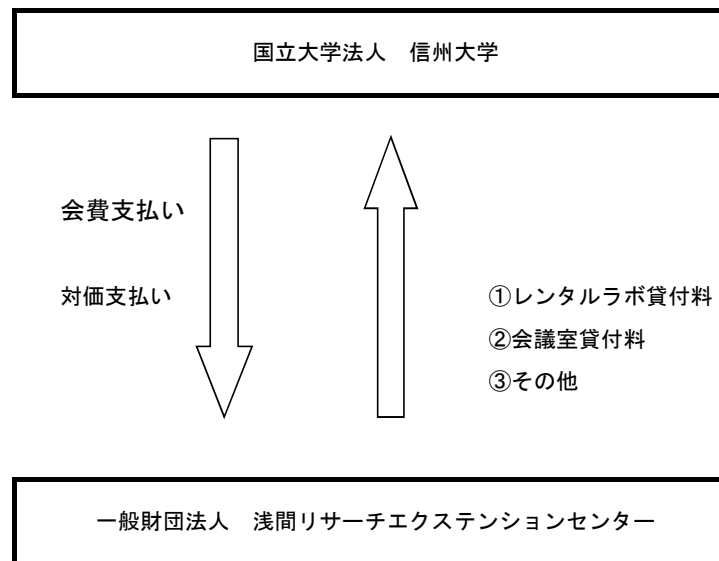 国立大学法人　信州大学
会費支払い
対価支払い
①レンタルラボ貸付料
②会議室貸付料
③その他
一般財団法人　浅間リサーチエクステンションセンター